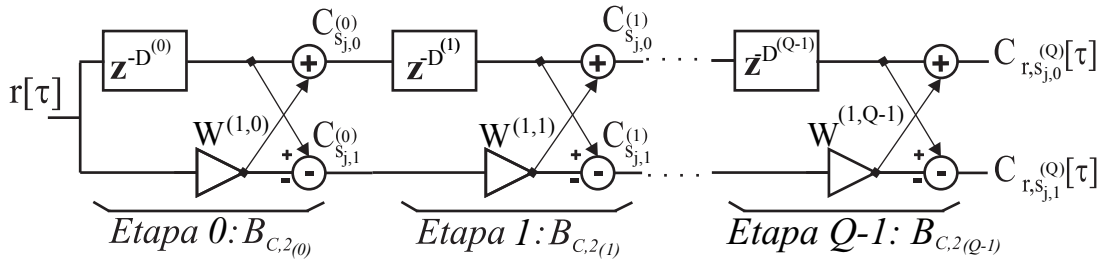 C_{s_{j,0}}^{(0)} C_{s_{j,0}}^{(1)}
z^{-D^{(0)}} + z^{-D^{(1)}} + . . . . . z^{-D^{(Q-1)}} + C_{r,s_{j,0}}^{(Q)}[τ]
r[τ]
W^{(1,0)} C_{s_{j,1}}^{(0)} W^{(1,1)} C_{s_{j,1}}^{(1)} W^{(1,Q-1)}
+ - - + - - . . . . . + - - C_{r,s_{j,1}}^{(Q)}[τ]
Etapa 0: B_{C,2(0)} Etapa 1: B_{C,2(1)} Etapa Q-1: B_{C,2(Q-1)}